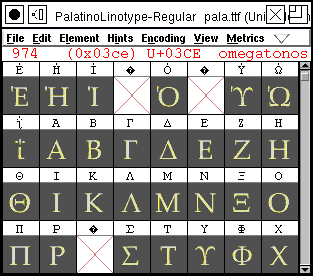 PalatinoLinotype-Regular pala.ttf (Uni
File Edit Element Hints Encoding View Metrics
974 (0x03ce) U+03CE omegatonos
Έ Ή Ί � Ό � Ύ Ώ
Έ Ή Ί Ό Ύ Ώ
ΐ Α Β Γ Δ Ε Ζ Η
ΐ Α Β Γ Δ Ε Ζ Η
Θ Ι Κ Λ Μ Ν Ξ Ο
Θ Ι Κ Λ Μ Ν Ξ Ο
Π Ρ � Σ Τ Υ Φ Χ
Π Ρ Σ Τ Υ Φ Χ